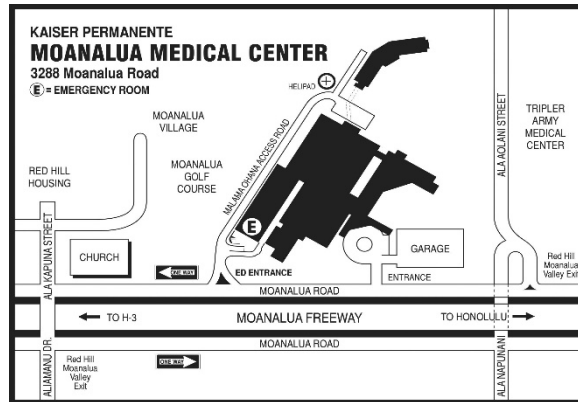 KAISER PERMANENTE
MOANALUA MEDICAL CENTER
3288 Moanalua Road
E = EMERGENCY ROOM
HELIPAD
MOANALUA
VILLAGE
RED HILL
HOUSING
MOANALUA
GOLF
COURSE
MALAMA OHANA ACCESS ROAD
ALA AOLANI STREET
TRIPLER
ARMY
MEDICAL
CENTER
ALA KAPUNA STREET
CHURCH
E
ONE WAY
ED ENTRANCE
GARAGE
ENTRANCE
Red Hill
Moanalua
Valley Exit
MOANALUA ROAD
TO H-3
MOANALUA FREEWAY
TO HONOLULU
MOANALUA ROAD
ALIAMANU DR.
Red Hill
Moanalua
Valley
Exit
ONE WAY
ALA NAPUNANI